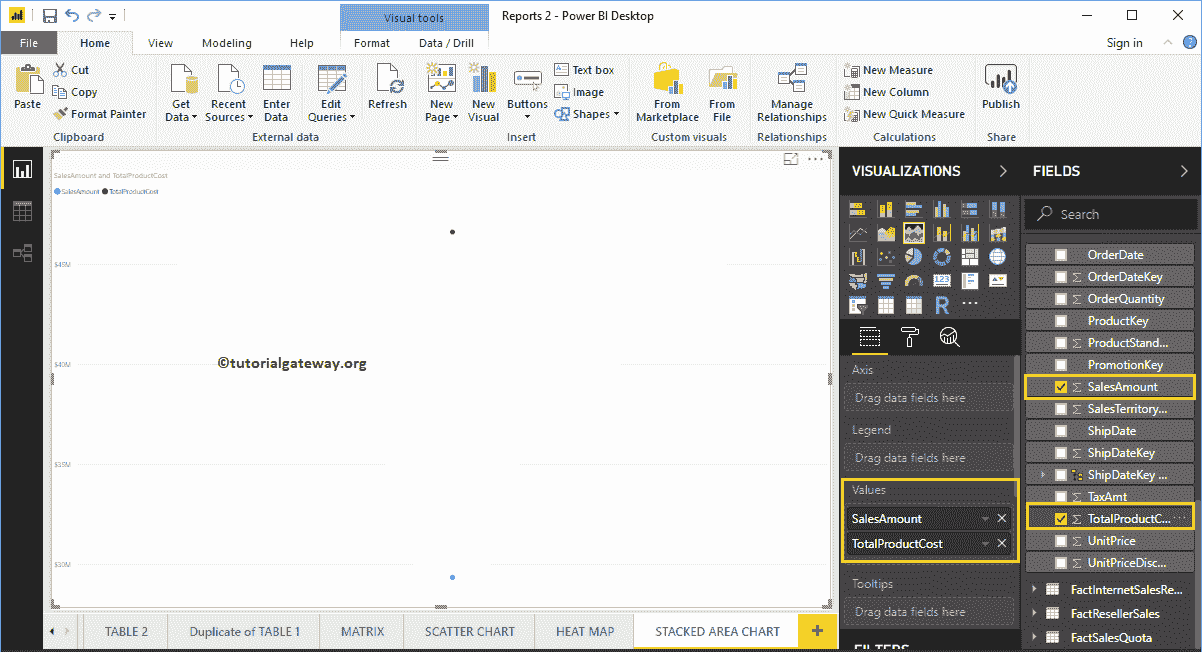 Visual tools
Reports 2 - Power BI Desktop
File
Home
View
Modeling
Help
Format
Data / Drill
Sign in
Paste
Cut
Copy
Format Painter
Clipboard
Get
Data
Recent
Sources
Enter
Data
Edit
Queries
External data
Refresh
New
Page
New
Visual
Buttons
Text box
Image
Shapes
Insert
From
Marketplace
From
File
Custom visuals
Manage
Relationships
Relationships
New Measure
New Column
New Quick Measure
Calculations
Publish
Share
SalesAmount and TotalProductCost
SalesAmount TotalProductCost
$45M
$40M
$35M
$30M
©tutorialgateway.org
TABLE 2
Duplicate of TABLE 1
MATRIX
SCATTER CHART
HEAT MAP
STACKED AREA CHART
+
VISUALIZATIONS
123
R
Axis
Drag data fields here
Legend
Drag data fields here
Values
SalesAmount
TotalProductCost
Tooltips
Drag data fields here
FILTERS
FIELDS
Search
OrderDate
Σ OrderDateKey
Σ OrderQuantity
ProductKey
Σ ProductStand...
PromotionKey
Σ SalesAmount
Σ SalesTerritory...
ShipDate
Σ ShipDateKey
ShipDateKey ...
Σ TaxAmt
Σ TotalProductC...
Σ UnitPrice
Σ UnitPriceDisc...
FactInternetSalesRe...
FactResellerSales
FactSalesQuota